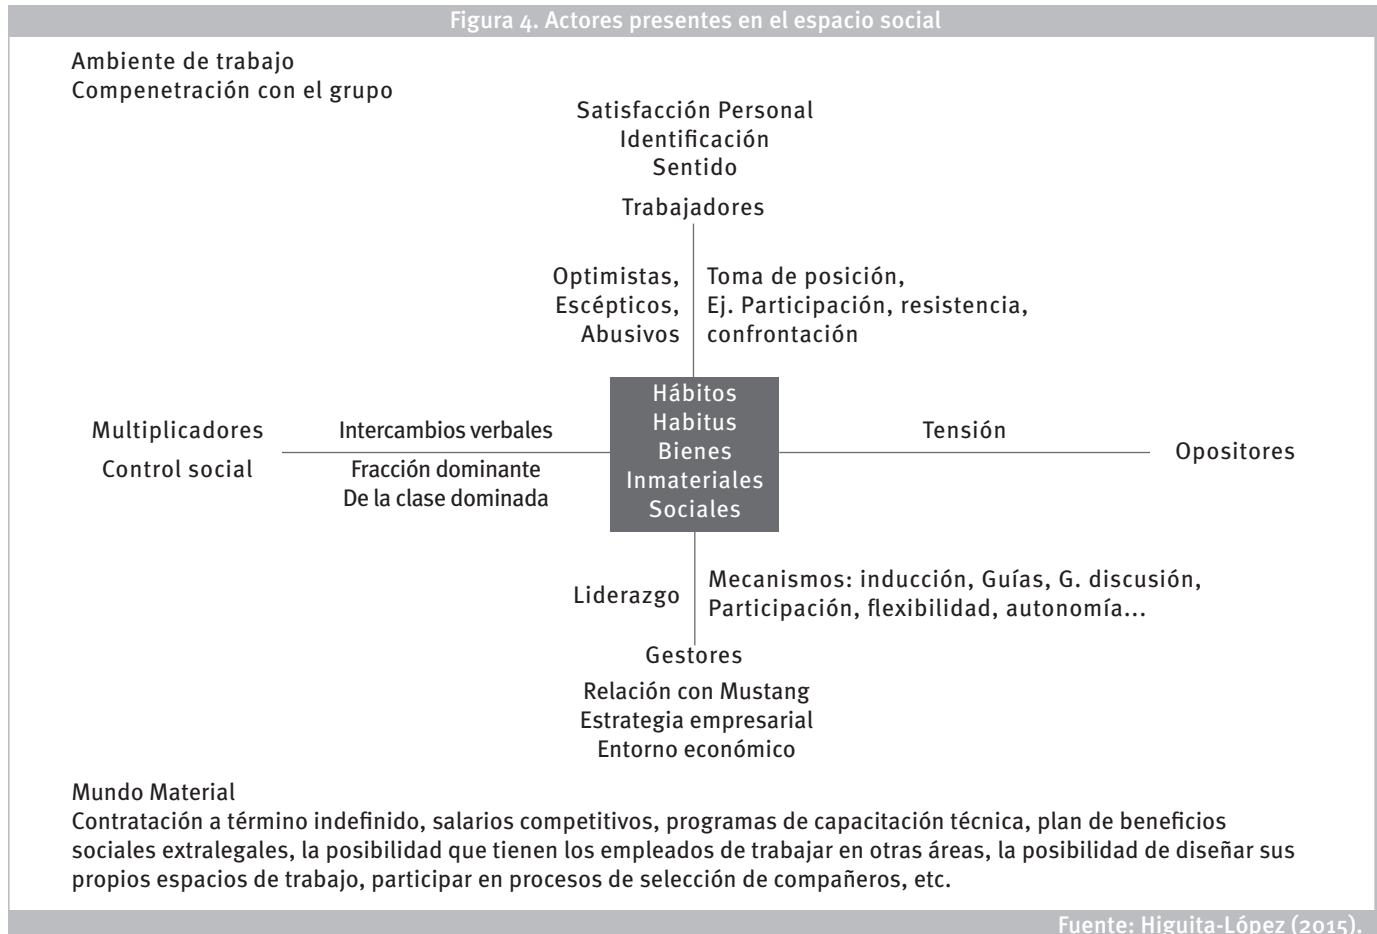 Figura 4. Actores presentes en el espacio social
Ambiente de trabajo
Compenetración con el grupo
Satisfacción Personal
Identificación
Sentido
Trabajadores
Optimistas,
Escépticos,
Abusivos
Toma de posición,
Ej. Participación, resistencia,
confrontación
Multiplicadores
Control social
Intercambios verbales
Fracción dominante
De la clase dominada
Hábitos
Habitus
Bienes
Inmateriales
Sociales
Tensión
Opositores
Liderazgo
Mecanismos: inducción, Guías, G. discusión,
Participación, flexibilidad, autonomía...
Gestores
Relación con Mustang
Estrategia empresarial
Entorno económico
Mundo Material
Contratación a término indefinido, salarios competitivos, programas de capacitación técnica, plan de beneficios
sociales extralegales, la posibilidad que tienen los empleados de trabajar en otras áreas, la posibilidad de diseñar sus
propios espacios de trabajo, participar en procesos de selección de compañeros, etc.
Fuente: Higuita-López (2015).